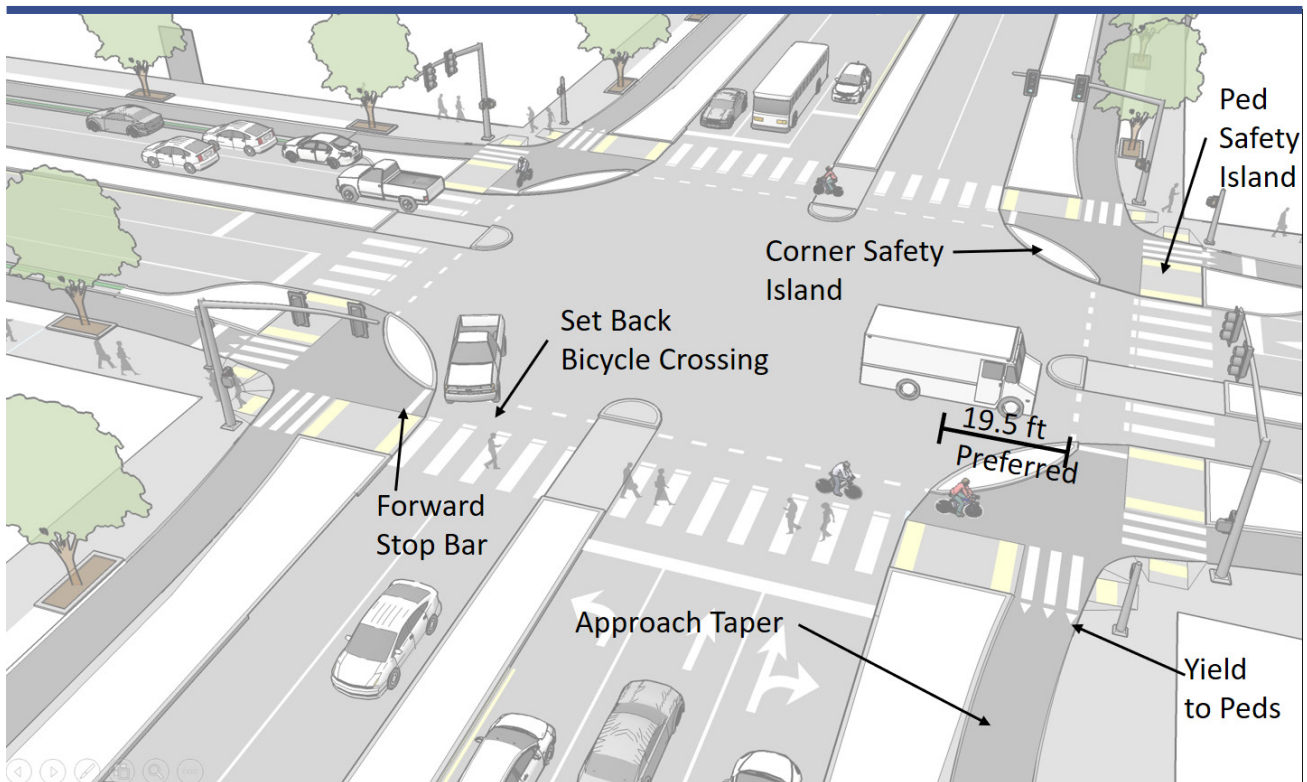 Ped
Safety
Island
Corner Safety
Island
Set Back
Bicycle Crossing
19.5 ft
Preferred
Forward
Stop Bar
Approach Taper
Yield
to Peds